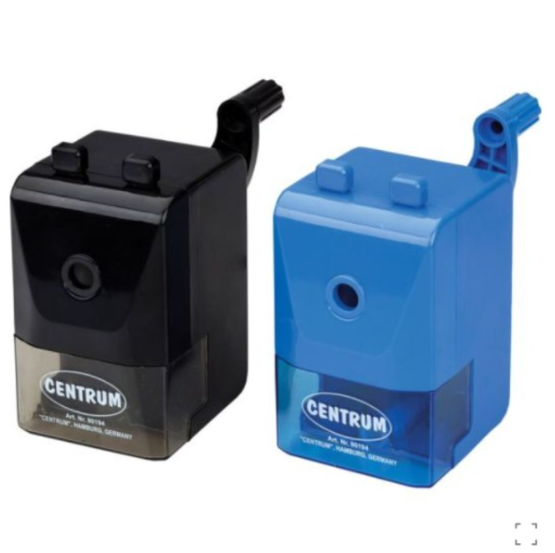 CENTRUM
Art. Nr. 80194
"CENTRUM", HAMBURG, GERMANY
CENTRUM
Art. Nr. 80194
"CENTRUM", HAMBURG, GERMANY